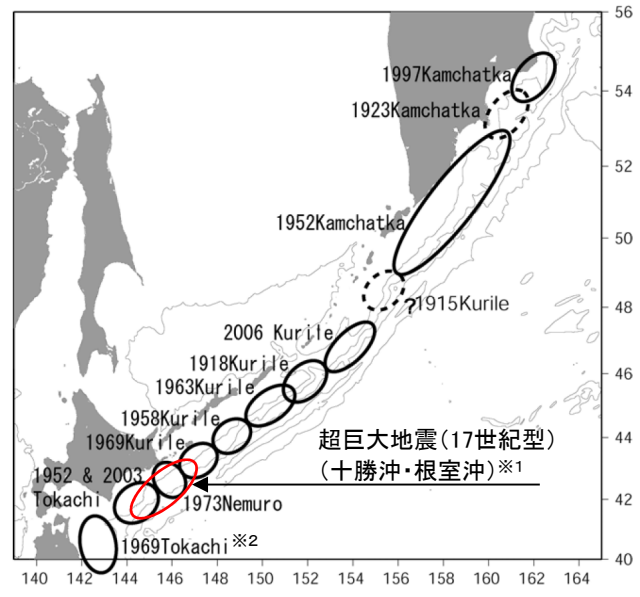 56
1997Kamchatka
54
1923Kamchatka
52
1952Kamchatka
50
?1915Kurile
48
2006 Kurile
1918Kurile
46
1963Kurile
1958Kurile
44
1969Kurile
超巨大地震(17世紀型)
(十勝沖・根室沖)※1
1952 & 2003
Tokachi
42
1973Nemuro
1969Tokachi※2
40
140 142 144 146 148 150 152 154 156 158 160 162 164